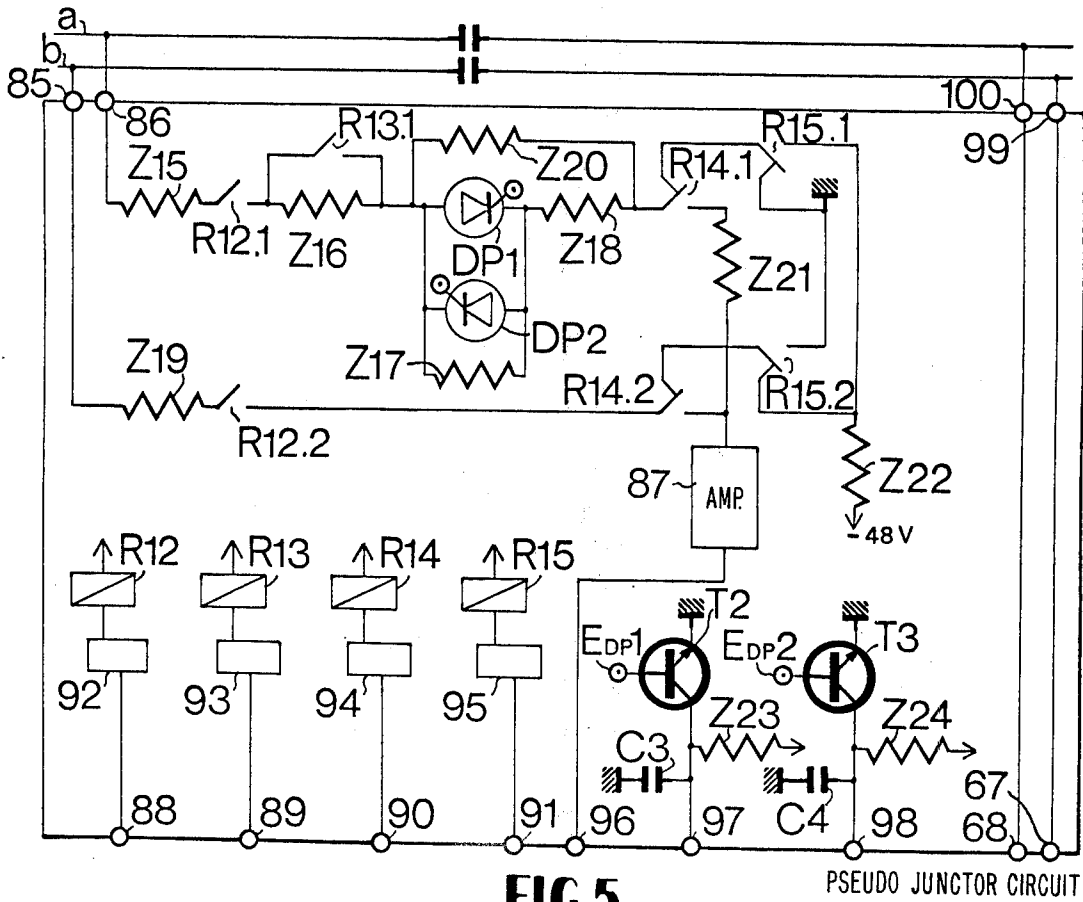 a
b
85
86
100
99
R13.1
R15.1
Z15
Z20
R14.1
R12.1
Z16
DP1
Z18
Z21
DP2
Z19
Z17
R14.2
R15.2
R12.2
87
AMP.
Z22
- 48 V
R12
R13
R14
R15
T2
EDP1
EDP2
T3
92
93
94
95
Z23
Z24
C3
C4
67
88
89
90
91
96
97
98
68
FIG.5
PSEUDO JUNCTOR CIRCUIT